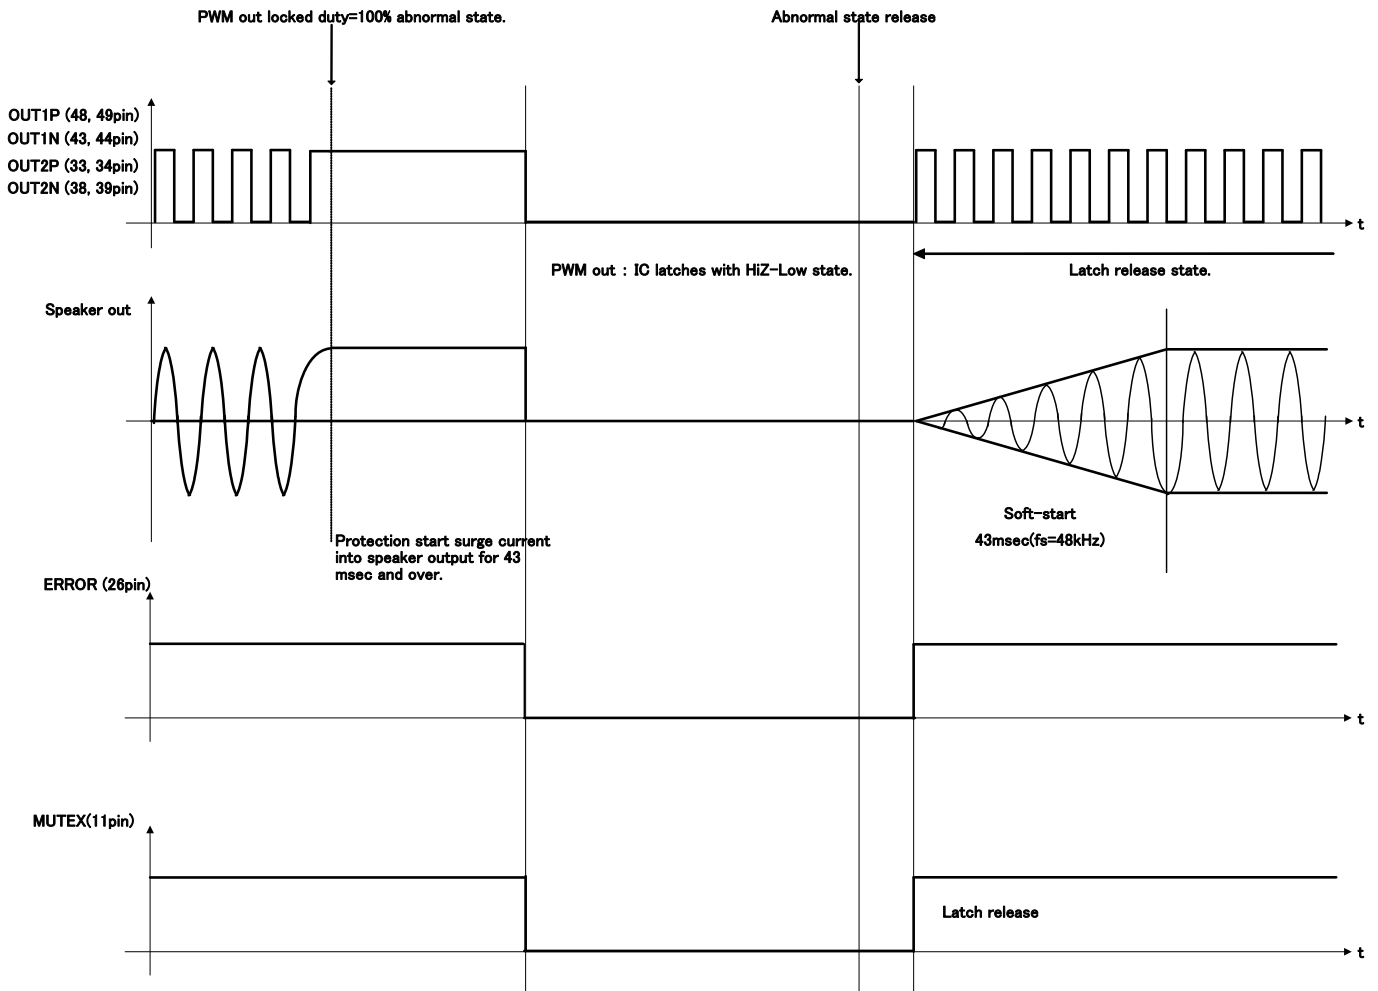 PWM out locked duty=100% abnormal state.
Abnormal state release
OUT1P (48, 49pin)
OUT1N (43, 44pin)
OUT2P (33, 34pin)
OUT2N (38, 39pin)
t
PWM out : IC latches with HiZ-Low state.
Latch release state.
Speaker out
t
Soft-start
43msec(fs=48kHz)
Protection start surge current
into speaker output for 43
msec and over.
ERROR (26pin)
t
MUTEX(11pin)
Latch release
t